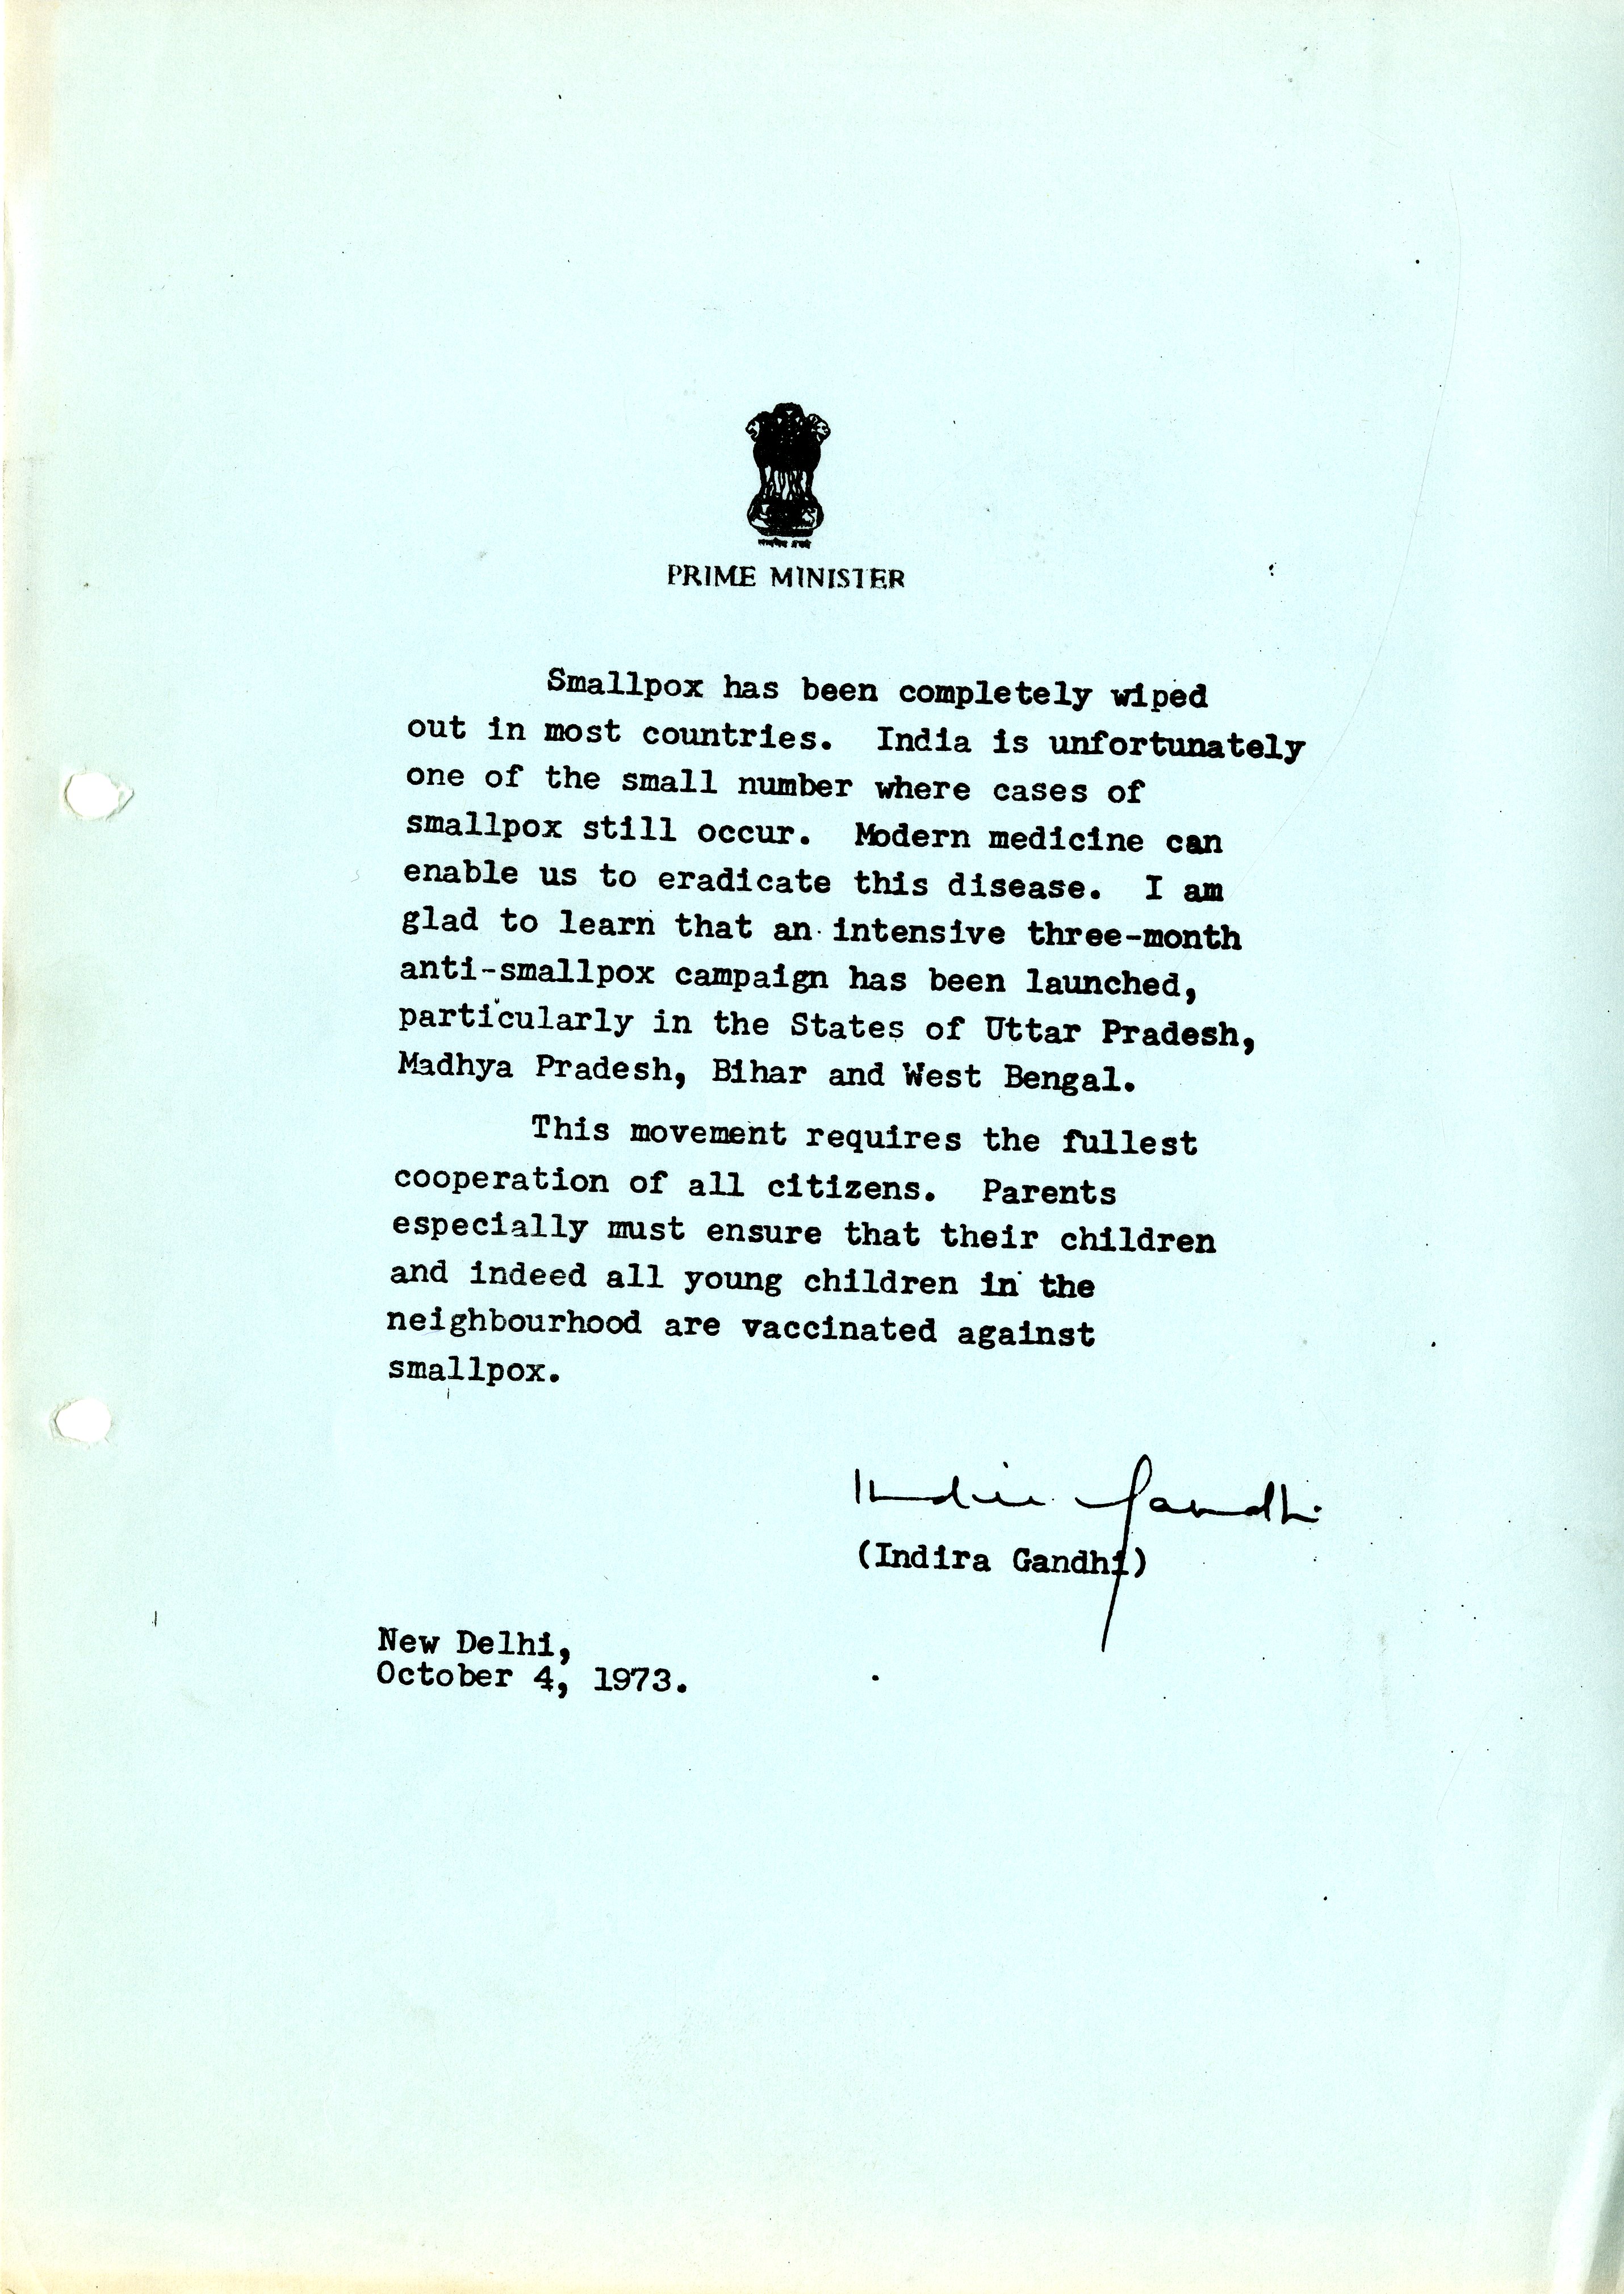 सत्यमेव जयते
PRIME MINISTER
Smallpox has been completely wiped
out in most countries. India is unfortunately
one of the small number where cases of
smallpox still occur. Modern medicine can
enable us to eradicate this disease. I am
glad to learn that an intensive three-month
anti-smallpox campaign has been launched,
particularly in the States of Uttar Pradesh,
Madhya Pradesh, Bihar and West Bengal.
This movement requires the fullest
cooperation of all citizens. Parents
especially must ensure that their children
and indeed all young children in the
neighbourhood are vaccinated against
smallpox.
Indira Gandhi
(Indira Gandhi)
New Delhi,
October 4, 1973.